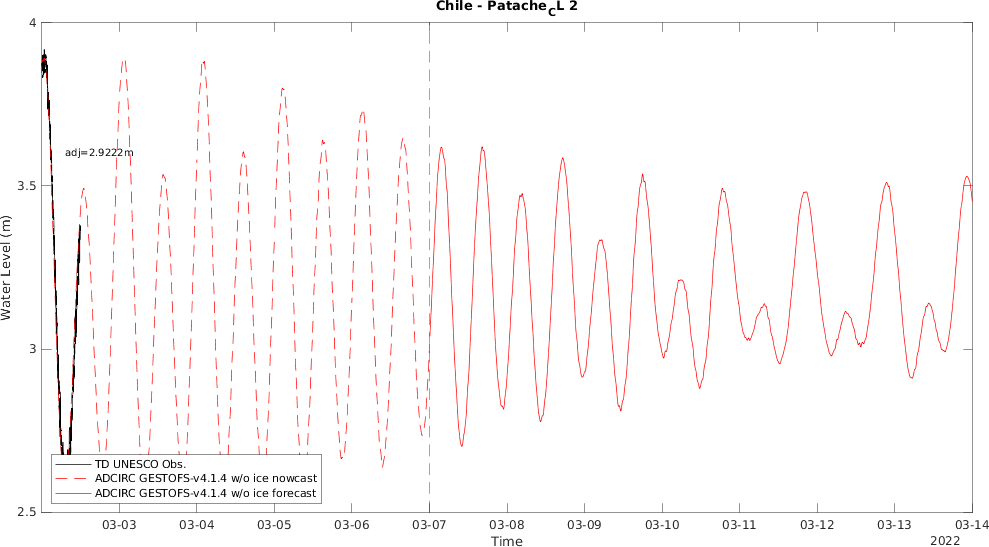 Chile - PatacheCL 2
Water Level (m)
4
3.5
3
2.5
adj=2.9222m
TD UNESCO Obs.
ADCIRC GESTOFS-v4.1.4 w/o ice nowcast
ADCIRC GESTOFS-v4.1.4 w/o ice forecast
03-03 03-04 03-05 03-06 03-07 03-08 03-09 03-10 03-11 03-12 03-13 03-14
Time
2022